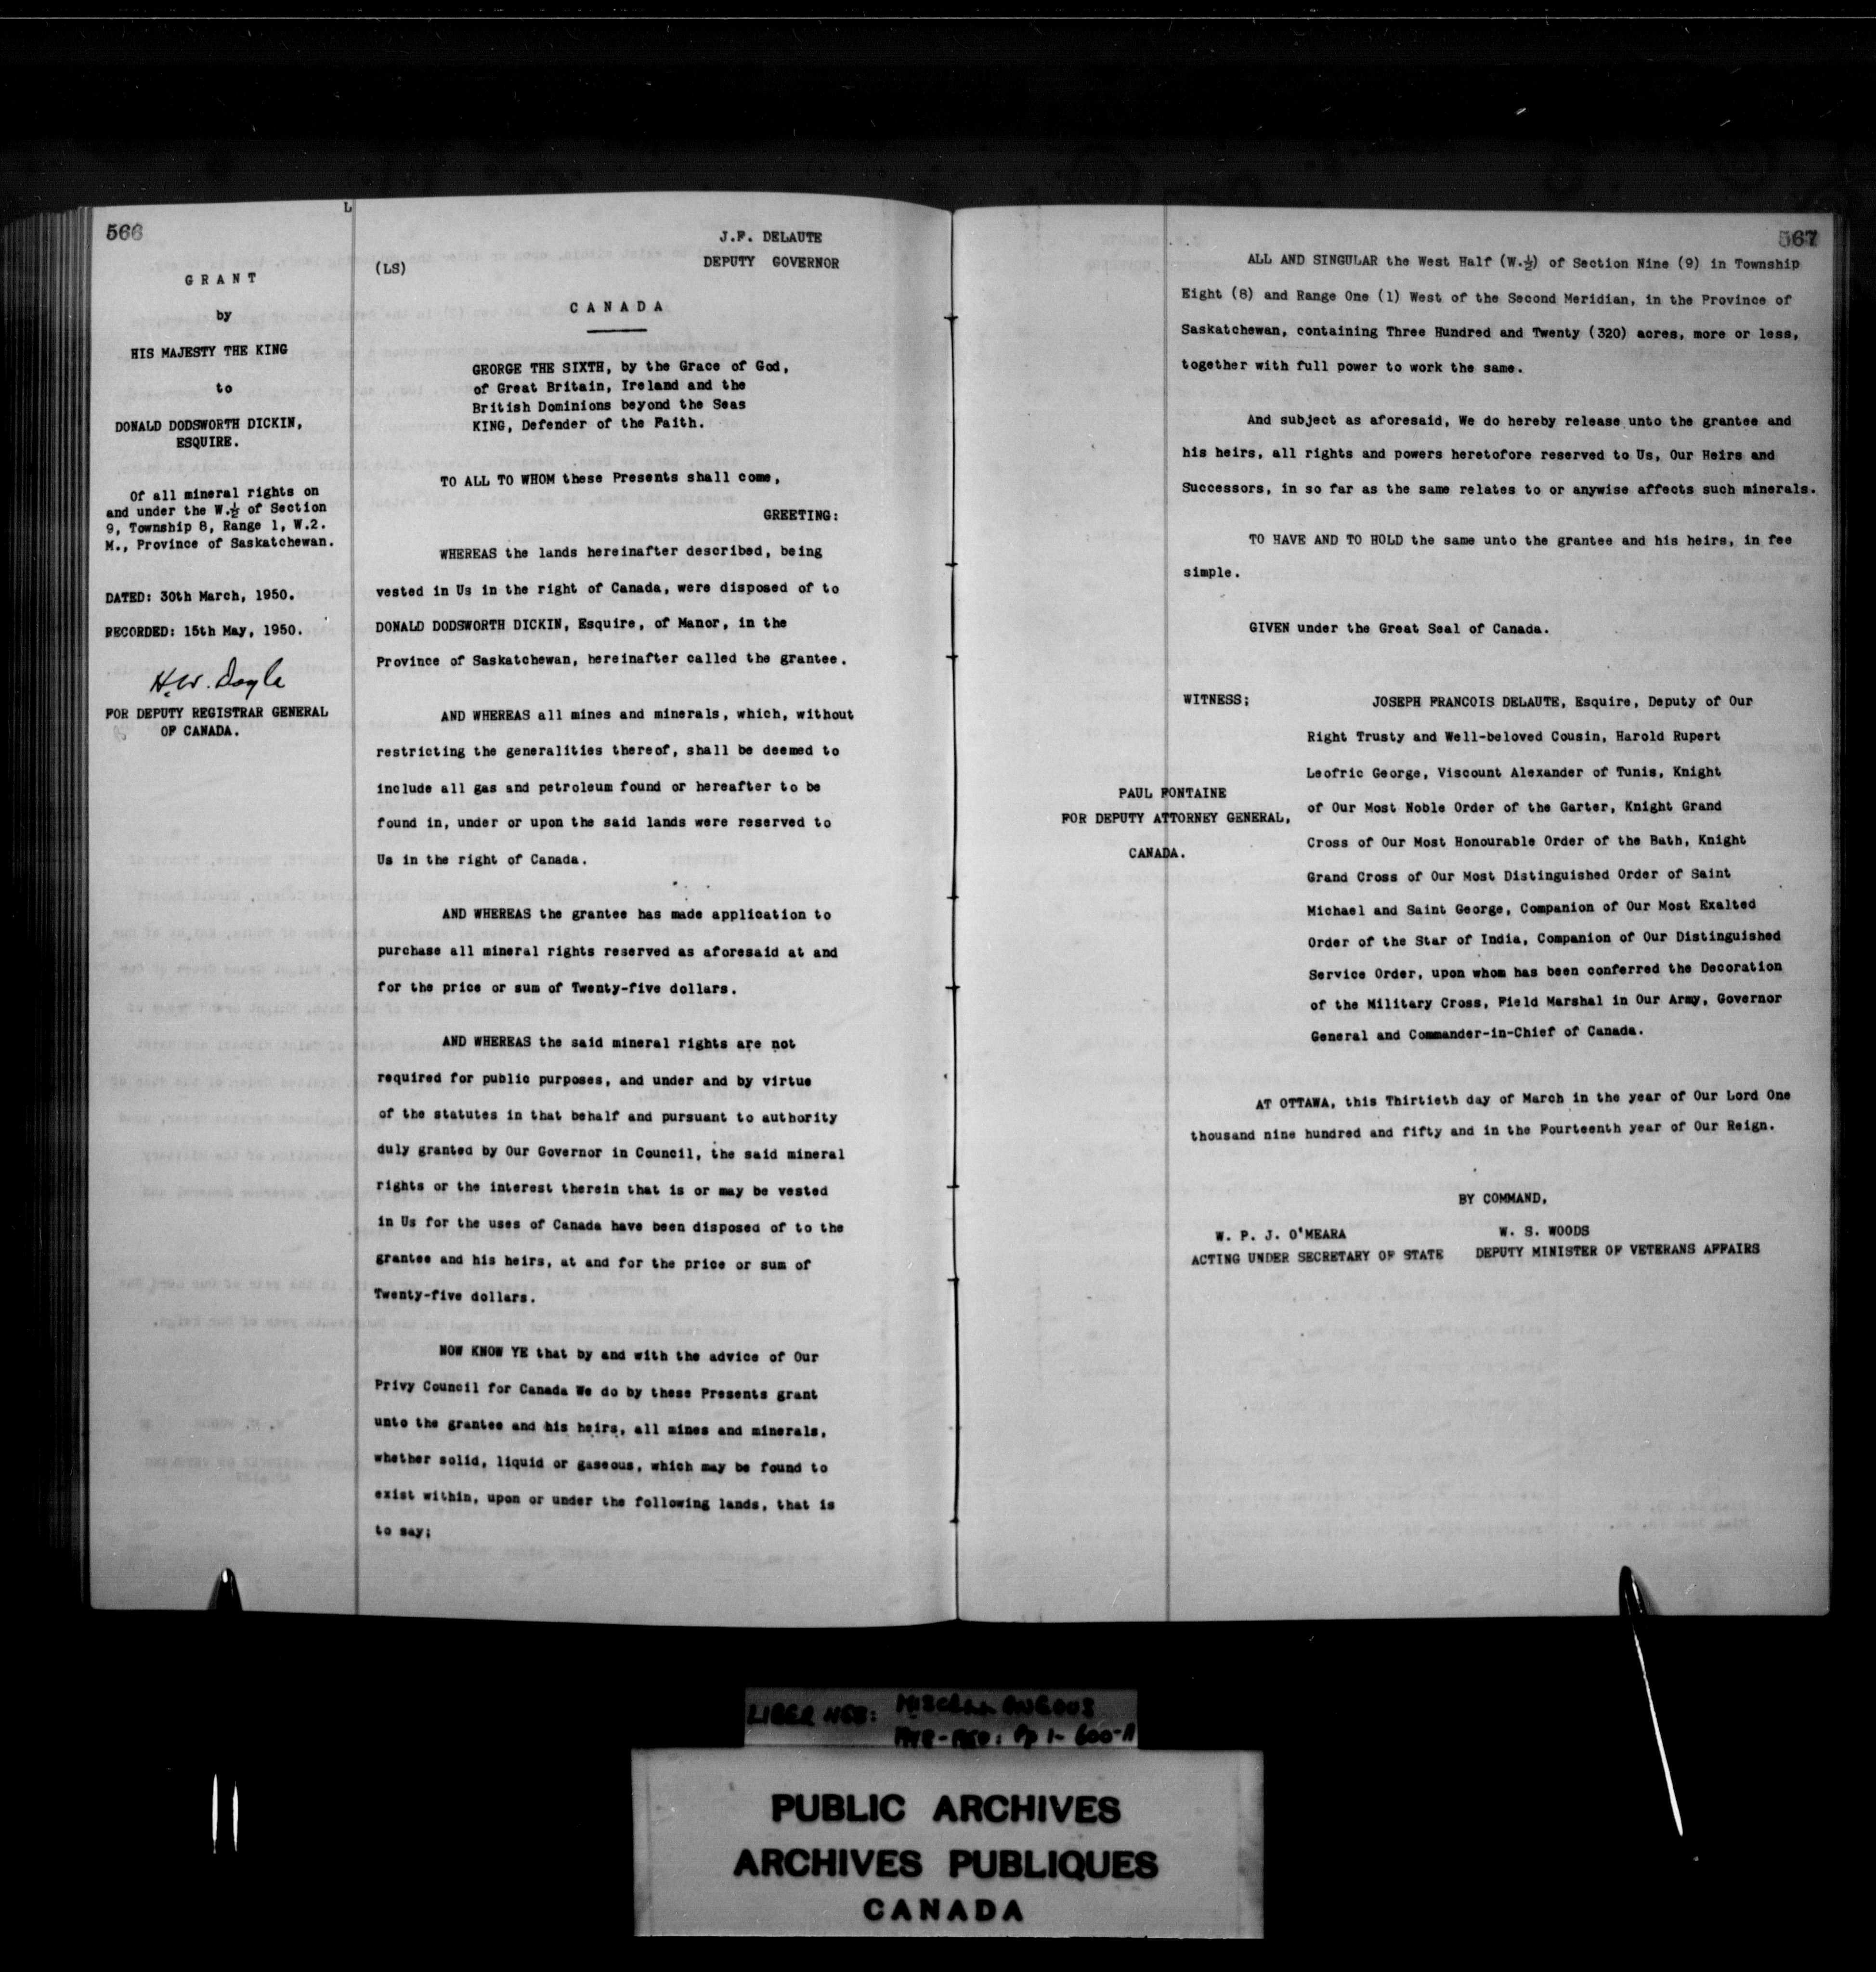 566
L
GRANT
by
HIS MAJESTY THE KING
to
DONALD DODSWORTH DICKIN,
ESQUIRE.
Of all mineral rights on
and under the W.½ of Section
9, Township 8, Range 1, W.2.
M., Province of Saskatchewan.
DATED: 30th March, 1950.
RECORDED: 15th May, 1950.
H.W. Doyle
FOR DEPUTY REGISTRAR GENERAL
OF CANADA.
J.F. DELAUTE
(LS) DEPUTY GOVERNOR
CANADA
GEORGE THE SIXTH, by the Grace of God,
of Great Britain, Ireland and the
British Dominions beyond the Seas
KING, Defender of the Faith.
TO ALL TO WHOM these Presents shall come,
GREETING:
WHEREAS the lands hereinafter described, being
vested in Us in the right of Canada, were disposed of to
DONALD DODSWORTH DICKIN, Esquire, of Manor, in the
Province of Saskatchewan, hereinafter called the grantee.
AND WHEREAS all mines and minerals, which, without
restricting the generalities thereof, shall be deemed to
include all gas and petroleum found or hereafter to be
found in, under or upon the said lands were reserved to
Us in the right of Canada.
AND WHEREAS the grantee has made application to
purchase all mineral rights reserved as aforesaid at and
for the price or sum of Twenty-five dollars.
AND WHEREAS the said mineral rights are not
required for public purposes, and under and by virtue
of the statutes in that behalf and pursuant to authority
duly granted by Our Governor in Council, the said mineral
rights or the interest therein that is or may be vested
in Us for the uses of Canada have been disposed of to the
grantee and his heirs, at and for the price or sum of
Twenty-five dollars.
NOW KNOW YE that by and with the advice of Our
Privy Council for Canada We do by these Presents grant
unto the grantee and his heirs, all mines and minerals,
whether solid, liquid or gaseous, which may be found to
exist within, upon or under the following lands, that is
to say;
567
ALL AND SINGULAR the West Half (W.½) of Section Nine (9) in Township
Eight (8) and Range One (1) West of the Second Meridian, in the Province of
Saskatchewan, containing Three Hundred and Twenty (320) acres, more or less,
together with full power to work the same.
And subject as aforesaid, We do hereby release unto the grantee and
his heirs, all rights and powers heretofore reserved to Us, Our Heirs and
Successors, in so far as the same relates to or anywise affects such minerals.
TO HAVE AND TO HOLD the same unto the grantee and his heirs, in fee
simple.
GIVEN under the Great Seal of Canada.
WITNESS; JOSEPH FRANCOIS DELAUTE, Esquire, Deputy of Our
Right Trusty and Well-beloved Cousin, Harold Rupert
Leofric George, Viscount Alexander of Tunis, Knight
of Our Most Noble Order of the Garter, Knight Grand
Cross of Our Most Honourable Order of the Bath, Knight
Grand Cross of Our Most Distinguished Order of Saint
Michael and Saint George, Companion of Our Most Exalted
Order of the Star of India, Companion of Our Distinguished
Service Order, upon whom has been conferred the Decoration
of the Military Cross, Field Marshal in Our Army, Governor
General and Commander-in-Chief of Canada.
PAUL FONTAINE
FOR DEPUTY ATTORNEY GENERAL,
CANADA.
AT OTTAWA, this Thirtieth day of March in the year of Our Lord One
thousand nine hundred and fifty and in the Fourteenth year of Our Reign.
BY COMMAND,
W. P. J. O'MEARA
ACTING UNDER SECRETARY OF STATE
W. S. WOODS
DEPUTY MINISTER OF VETERANS AFFAIRS
LIBER MISCELLANEOUS
Pp 1-600-A
PUBLIC ARCHIVES
ARCHIVES PUBLIQUES
CANADA